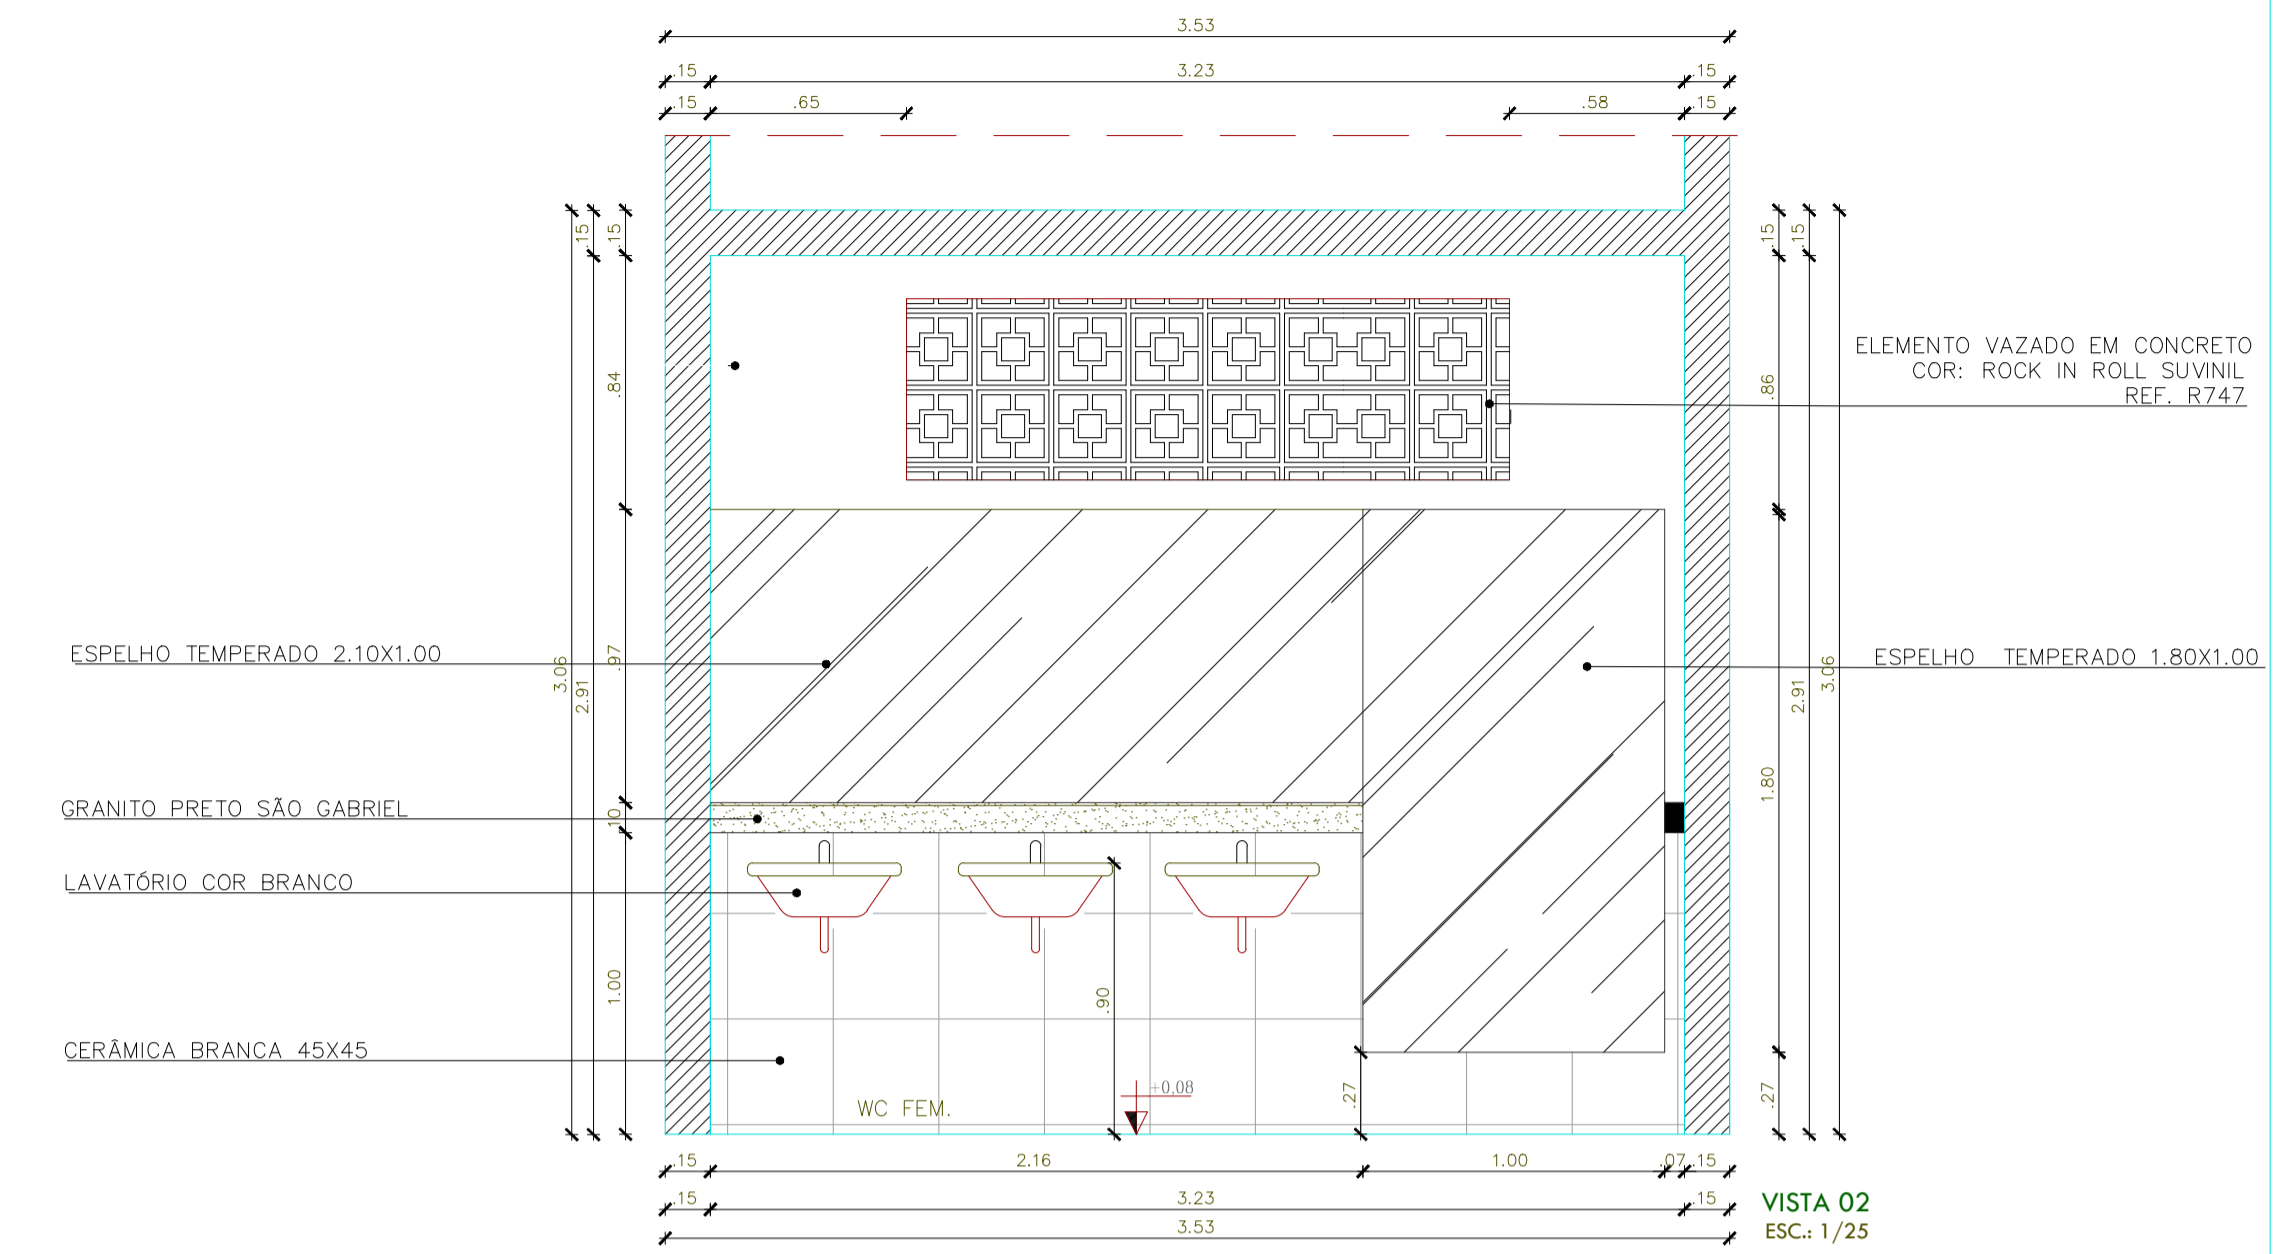 3.53
.15 3.23 .15
.15 .65 .58 .15
.15 .15 .15 .15
.84 .86
ELEMENTO VAZADO EM CONCRETO
COR: ROCK IN ROLL SUVINIL
REF. R747
ESPELHO TEMPERADO 2.10X1.00
3.06 2.91 .97
ESPELHO TEMPERADO 1.80X1.00
2.91 3.06
1.80
GRANITO PRETO SÃO GABRIEL
.10
LAVATÓRIO COR BRANCO
1.00 .90
CERÂMICA BRANCA 45X45
+0,08
WC FEM.
.27 .27
.15 2.16 1.00 .07 .15
.15 3.23 .15
3.53
VISTA 02
ESC.: 1/25